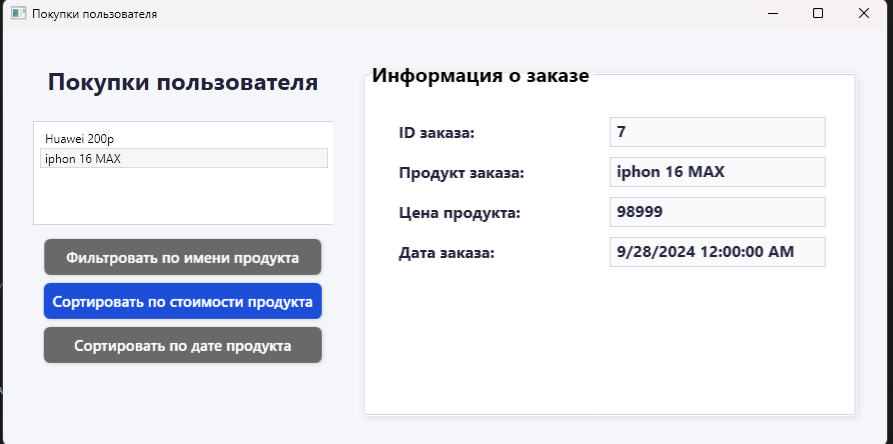 Покупки пользователя
Покупки пользователя
Huawei 200p
iphon 16 MAX
Фильтровать по имени продукта
Сортировать по стоимости продукта
Сортировать по дате продукта
Информация о заказе
ID заказа: 7
Продукт заказа: iphon 16 MAX
Цена продукта: 98999
Дата заказа: 9/28/2024 12:00:00 AM